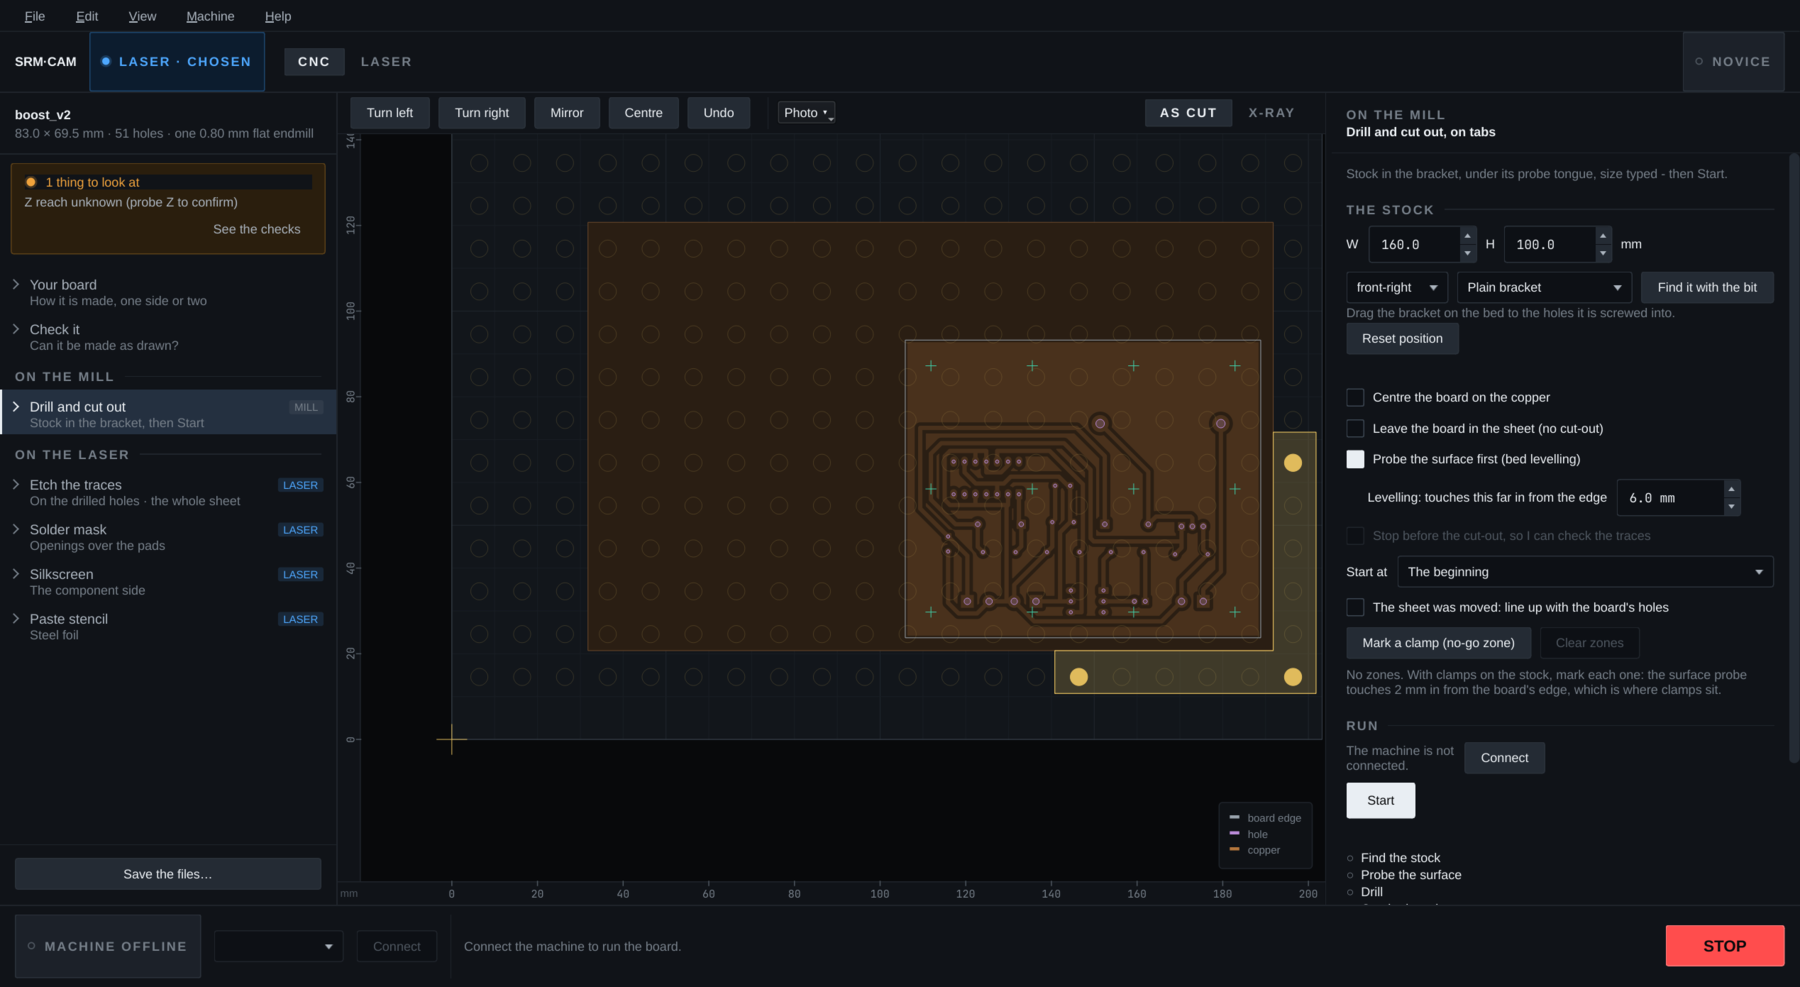 File Edit View Machine Help
SRM·CAM LASER · CHOSEN CNC LASER NOVICE
boost_v2
83.0 × 69.5 mm · 51 holes · one 0.80 mm flat endmill
1 thing to look at
Z reach unknown (probe Z to confirm)
See the checks
Your board
How it is made, one side or two
Check it
Can it be made as drawn?
ON THE MILL
Drill and cut out MILL
Stock in the bracket, then Start
ON THE LASER
Etch the traces LASER
On the drilled holes · the whole sheet
Solder mask LASER
Openings over the pads
Silkscreen LASER
The component side
Paste stencil LASER
Steel foil
Save the files…
Turn left Turn right Mirror Centre Undo Photo AS CUT X-RAY
120
100
80
60
40
20
0
board edge
hole
copper
mm 0 20 40 60 80 100 120 140 160 180 200
ON THE MILL
Drill and cut out, on tabs
Stock in the bracket, under its probe tongue, size typed - then Start.
THE STOCK
W 160.0 H 100.0 mm
front-right Plain bracket Find it with the bit
Drag the bracket on the bed to the holes it is screwed into.
Reset position
Centre the board on the copper
Leave the board in the sheet (no cut-out)
Probe the surface first (bed levelling)
Levelling: touches this far in from the edge 6.0 mm
Stop before the cut-out, so I can check the traces
Start at The beginning
The sheet was moved: line up with the board's holes
Mark a clamp (no-go zone) Clear zones
No zones. With clamps on the stock, mark each one: the surface probe
touches 2 mm in from the board's edge, which is where clamps sit.
RUN
The machine is not
connected.
Connect
Start
Find the stock
Probe the surface
Drill
MACHINE OFFLINE Connect Connect the machine to run the board. STOP